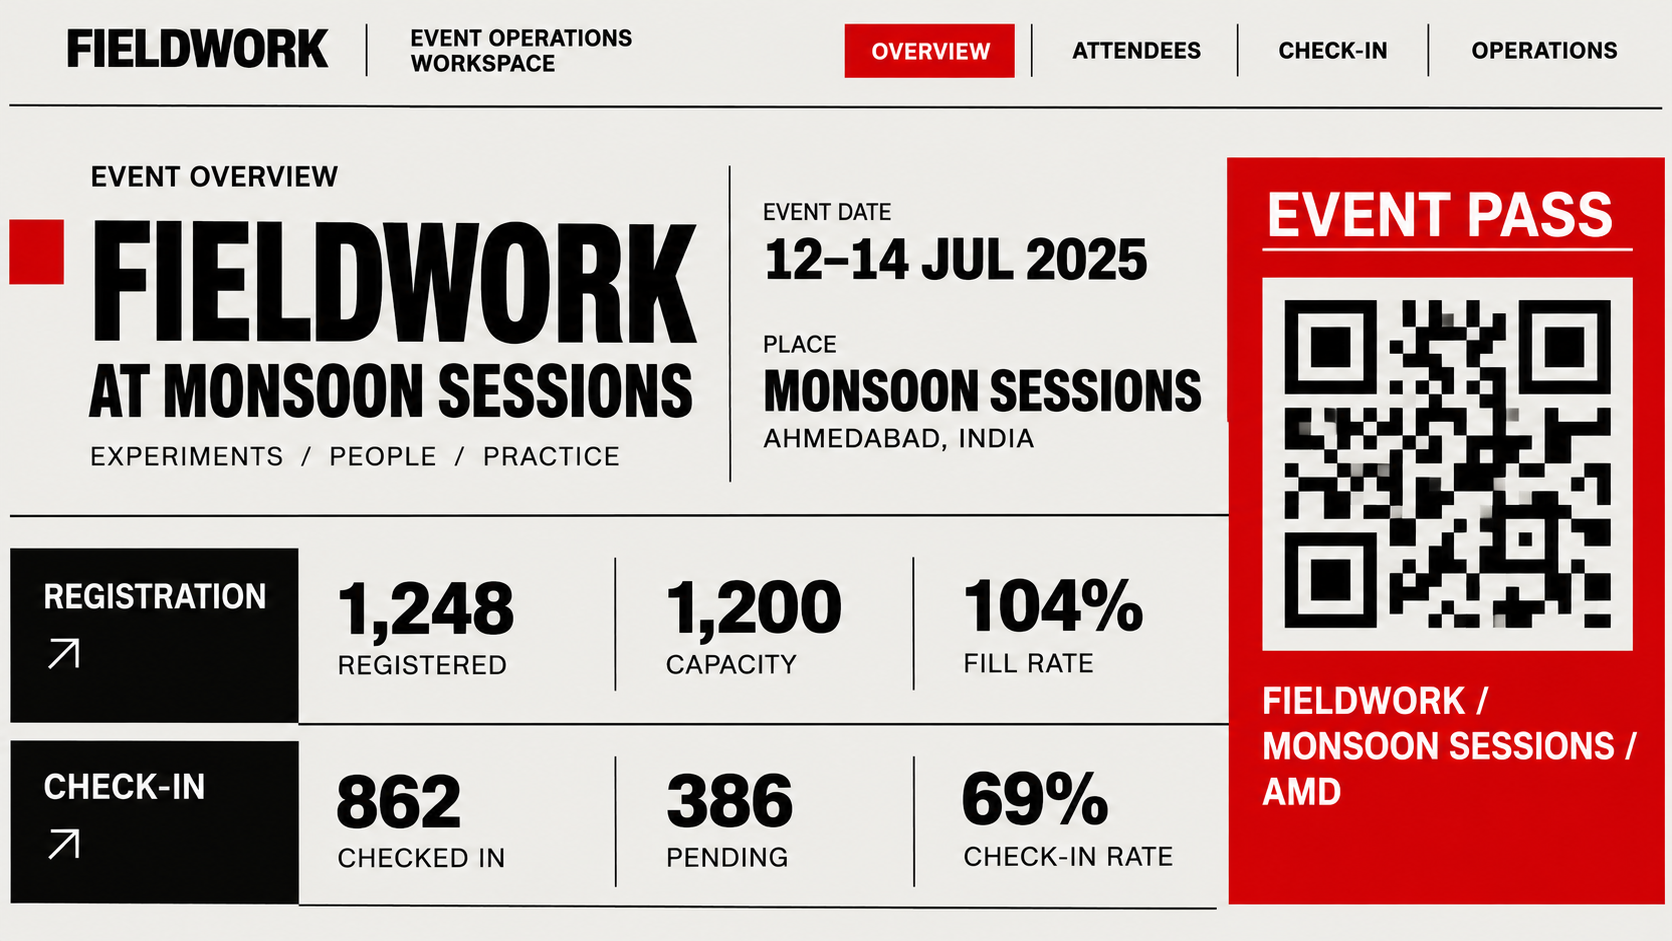 FIELDWORK
EVENT OPERATIONS
WORKSPACE
OVERVIEW
ATTENDEES
CHECK-IN
OPERATIONS
EVENT OVERVIEW
FIELDWORK
AT MONSOON SESSIONS
EXPERIMENTS / PEOPLE / PRACTICE
EVENT DATE
12–14 JUL 2025
PLACE
MONSOON SESSIONS
AHMEDABAD, INDIA
EVENT PASS
FIELDWORK /
MONSOON SESSIONS /
AMD
REGISTRATION
1,248
REGISTERED
1,200
CAPACITY
104%
FILL RATE
CHECK-IN
862
CHECKED IN
386
PENDING
69%
CHECK-IN RATE